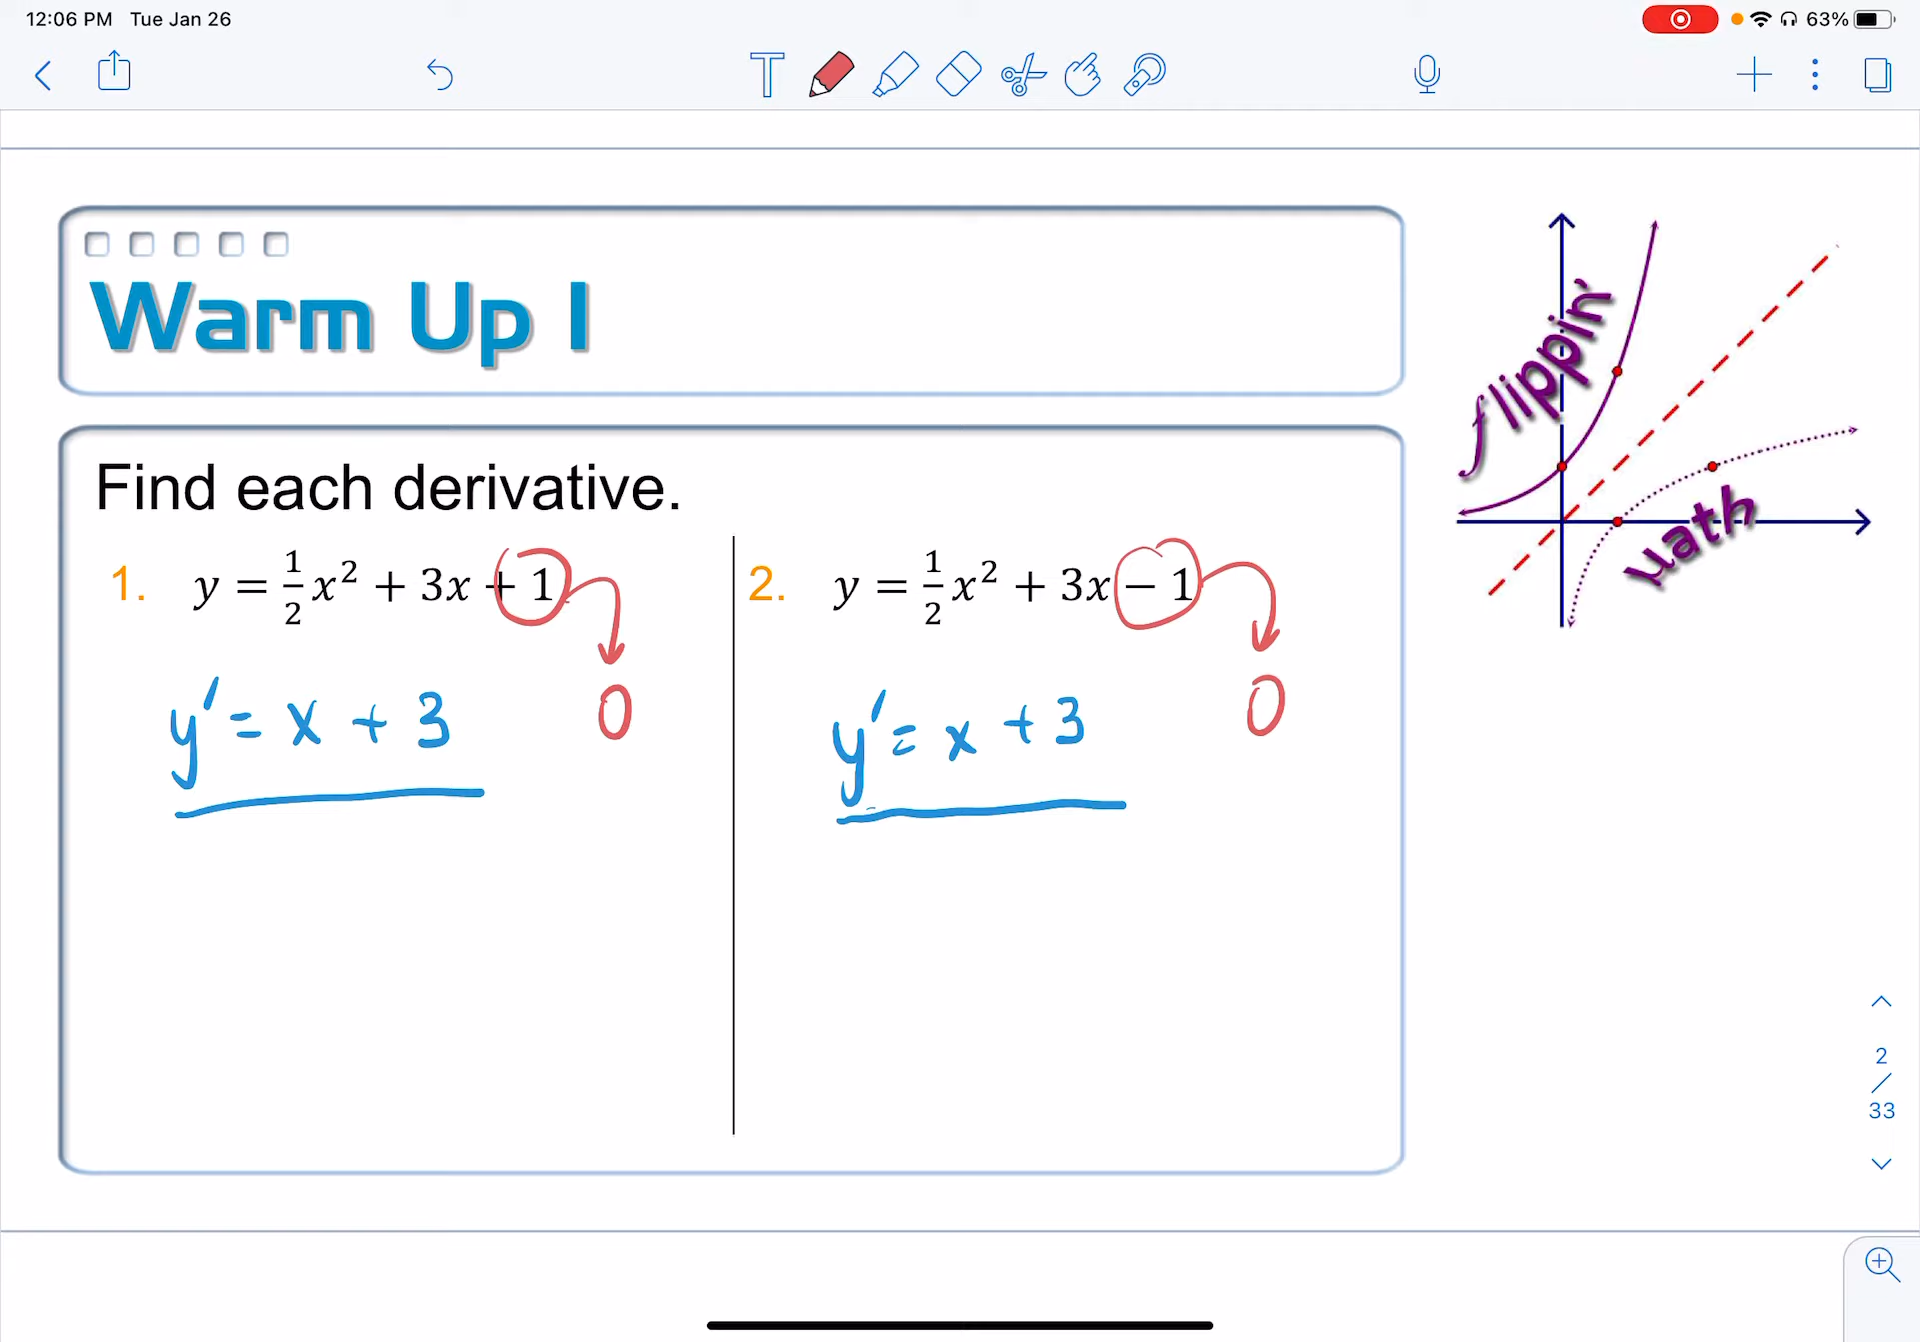 12:06 PM Tue Jan 26
63%
T
Warm Up 1
flippin'
math
Find each derivative.
1. y = 1/2 x² + 3x + 1
2. y = 1/2 x² + 3x − 1
y' = x + 3
0
y' = x + 3
0
2
/
33